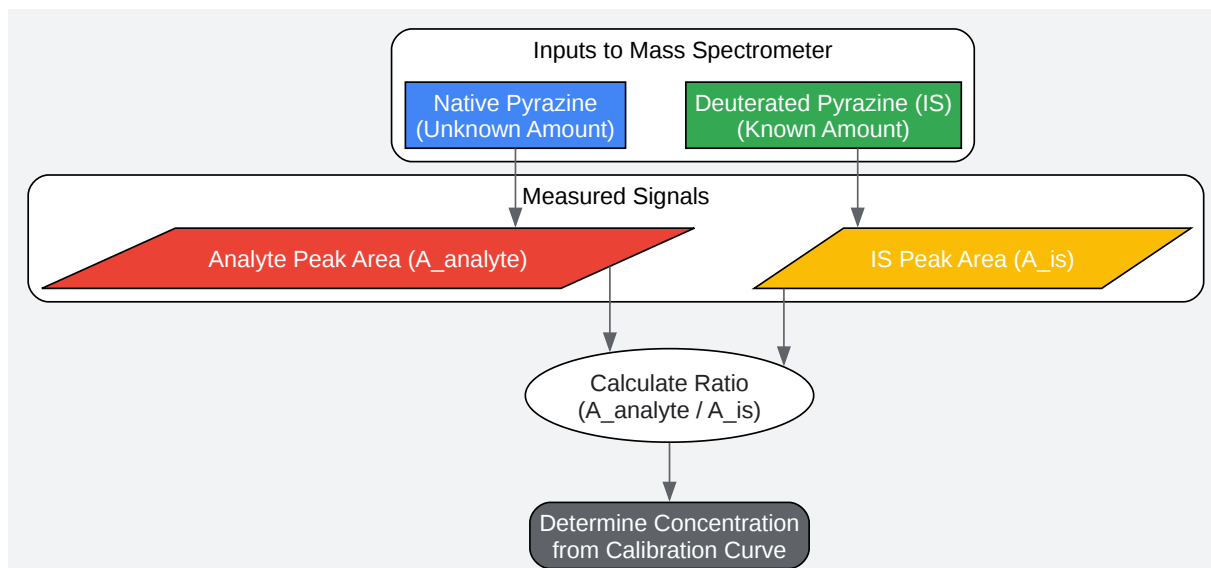 Inputs to Mass Spectrometer
Native Pyrazine
(Unknown Amount)
Deuterated Pyrazine (IS)
(Known Amount)
Measured Signals
Analyte Peak Area (A_analyte)
IS Peak Area (A_is)
Calculate Ratio
(A_analyte / A_is)
Determine Concentration
from Calibration Curve